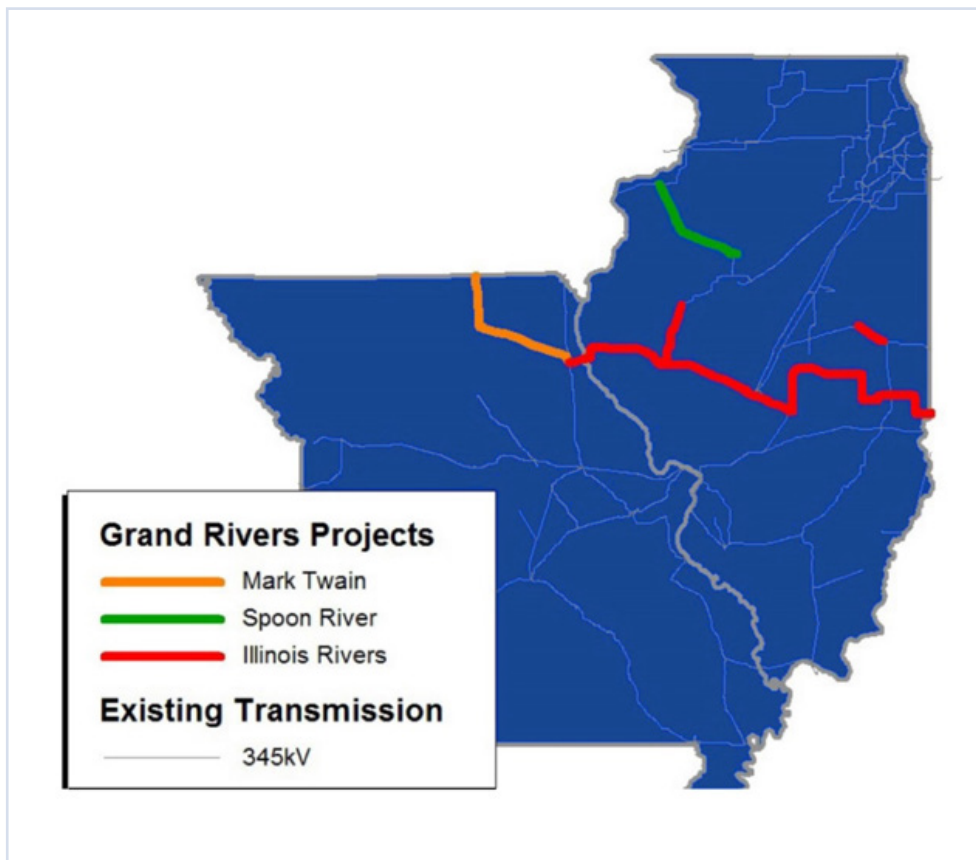 Grand Rivers Projects
Mark Twain
Spoon River
Illinois Rivers
Existing Transmission
345kV